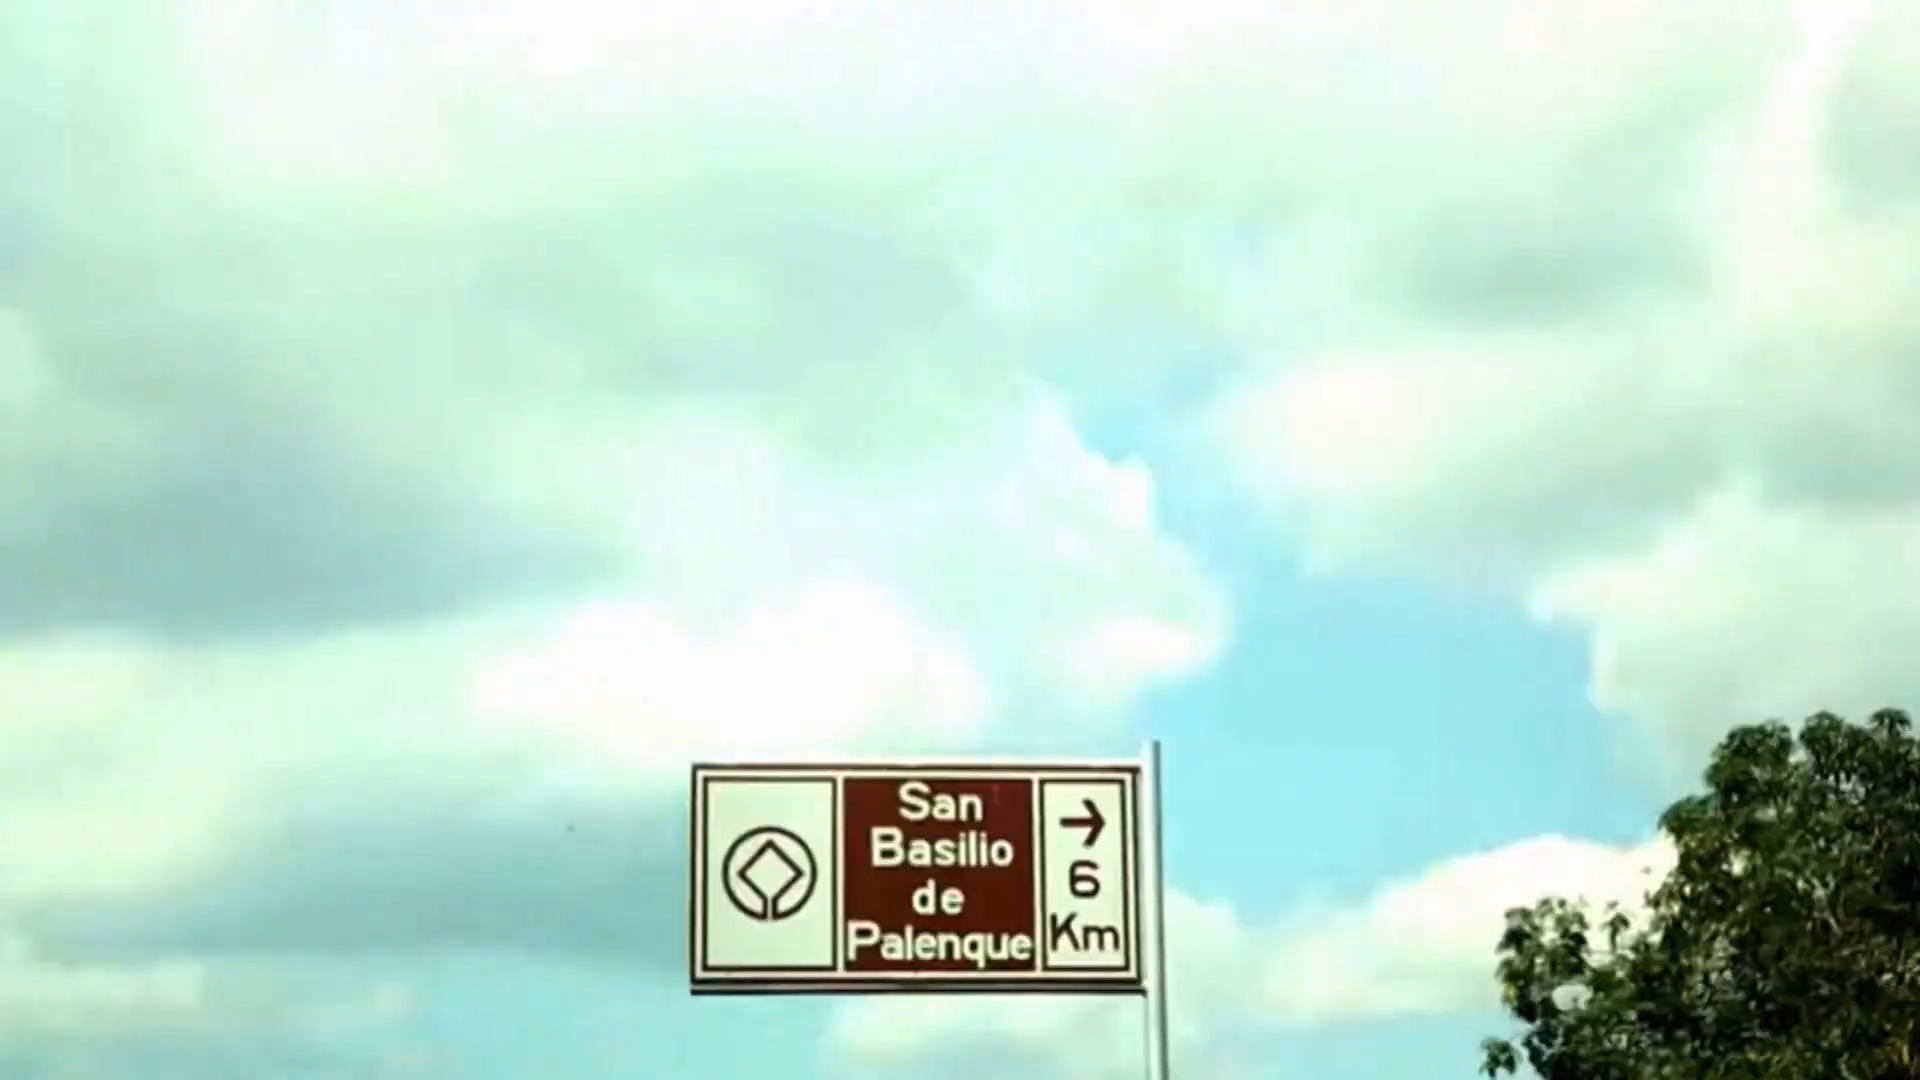 San
Basilio
de
Palenque
→
6
Km